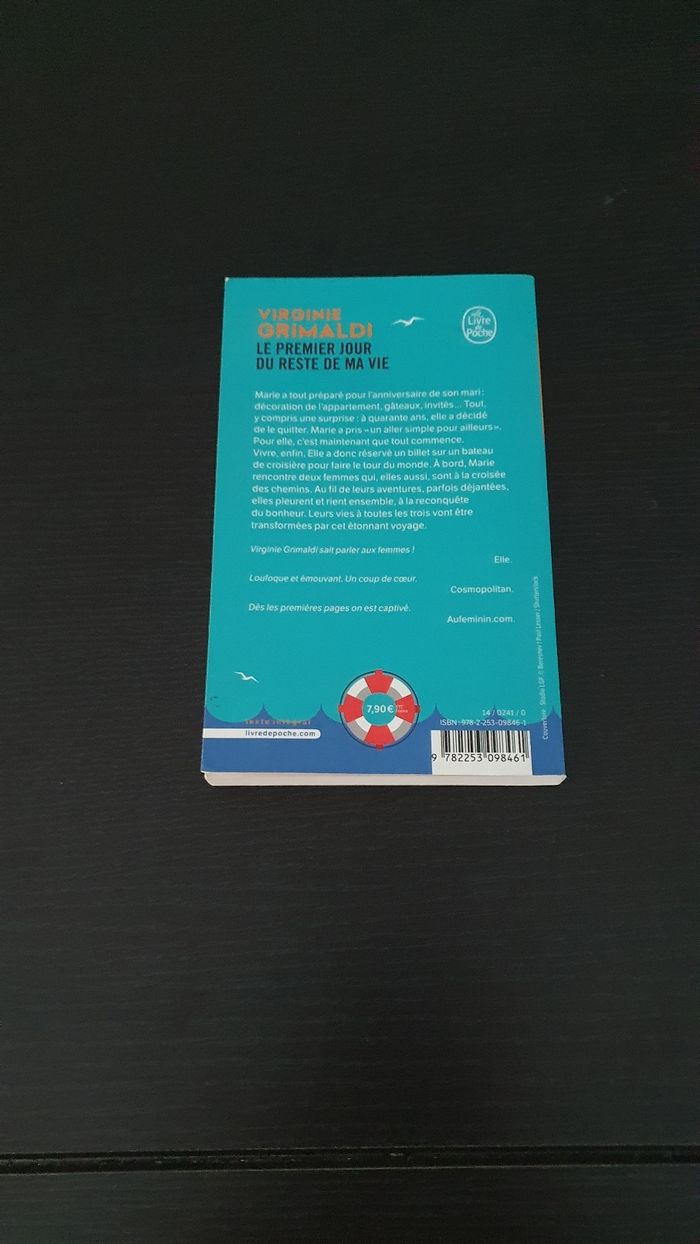 VIRGINIE
GRIMALDI
LE PREMIER JOUR
DU RESTE DE MA VIE
Le
Livre
de
Poche
Marie a tout préparé pour l'anniversaire de son mari :
décoration de l'appartement, gâteaux, invités... Tout,
y compris une surprise : à quarante ans, elle a décidé
de le quitter. Marie a pris « un aller simple pour ailleurs ».
Pour elle, c'est maintenant que tout commence.
Vivre, enfin. Elle a donc réservé un billet sur un bateau
de croisière pour faire le tour du monde. À bord, Marie
rencontre deux femmes qui, elles aussi, sont à la croisée
des chemins. Au fil de leurs aventures, parfois déjantées,
elles pleurent et rient ensemble, à la reconquête
du bonheur. Leurs vies à toutes les trois vont être
transformées par cet étonnant voyage.
Virginie Grimaldi sait parler aux femmes !
Elle.
Loufoque et émouvant. Un coup de cœur.
Cosmopolitan.
Dès les premières pages on est captivé.
Aufeminin.com.
texte intégral
livredepoche.com
7,90 €
14 / 0241 / 0
ISBN : 978-2-253-09846-1
9 782253 098461
Couverture : Studio LGF. © Beresnev / Paul Lesser / Shutterstock